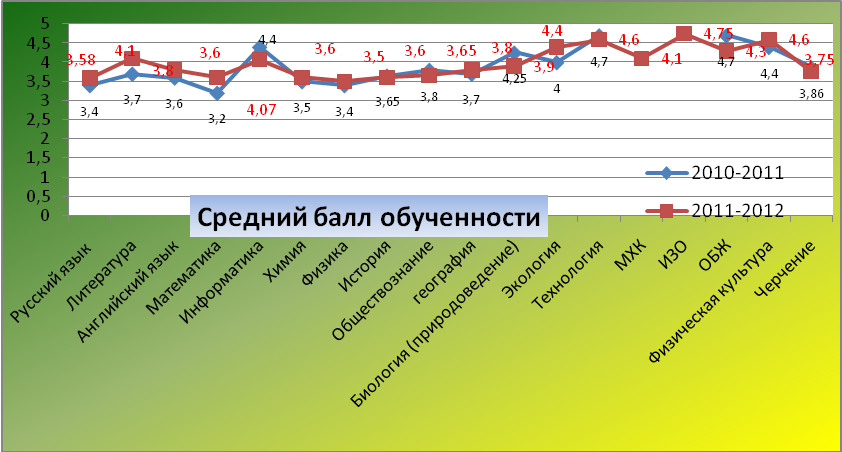 5
4,5
4
3,5
3
2,5
2
1,5
1
0,5
0
3,58
4,1
3,8
3,6
4,07
3,6
3,5
3,6
3,65
3,8
3,9
4,4
4,6
4,1
4,75
4,3
4,6
3,75
3,4
3,7
3,6
3,2
4,4
3,5
3,4
3,65
3,8
3,7
4,25
4
4,7
4,7
4,4
3,86
2010-2011
2011-2012
Средний балл обученности
Русский язык
Литература
Английский язык
Математика
Информатика
Химия
Физика
История
Обществознание
география
Биология (природоведение)
Экология
Технология
МХК
ИЗО
ОБЖ
Физическая культура
Черчение